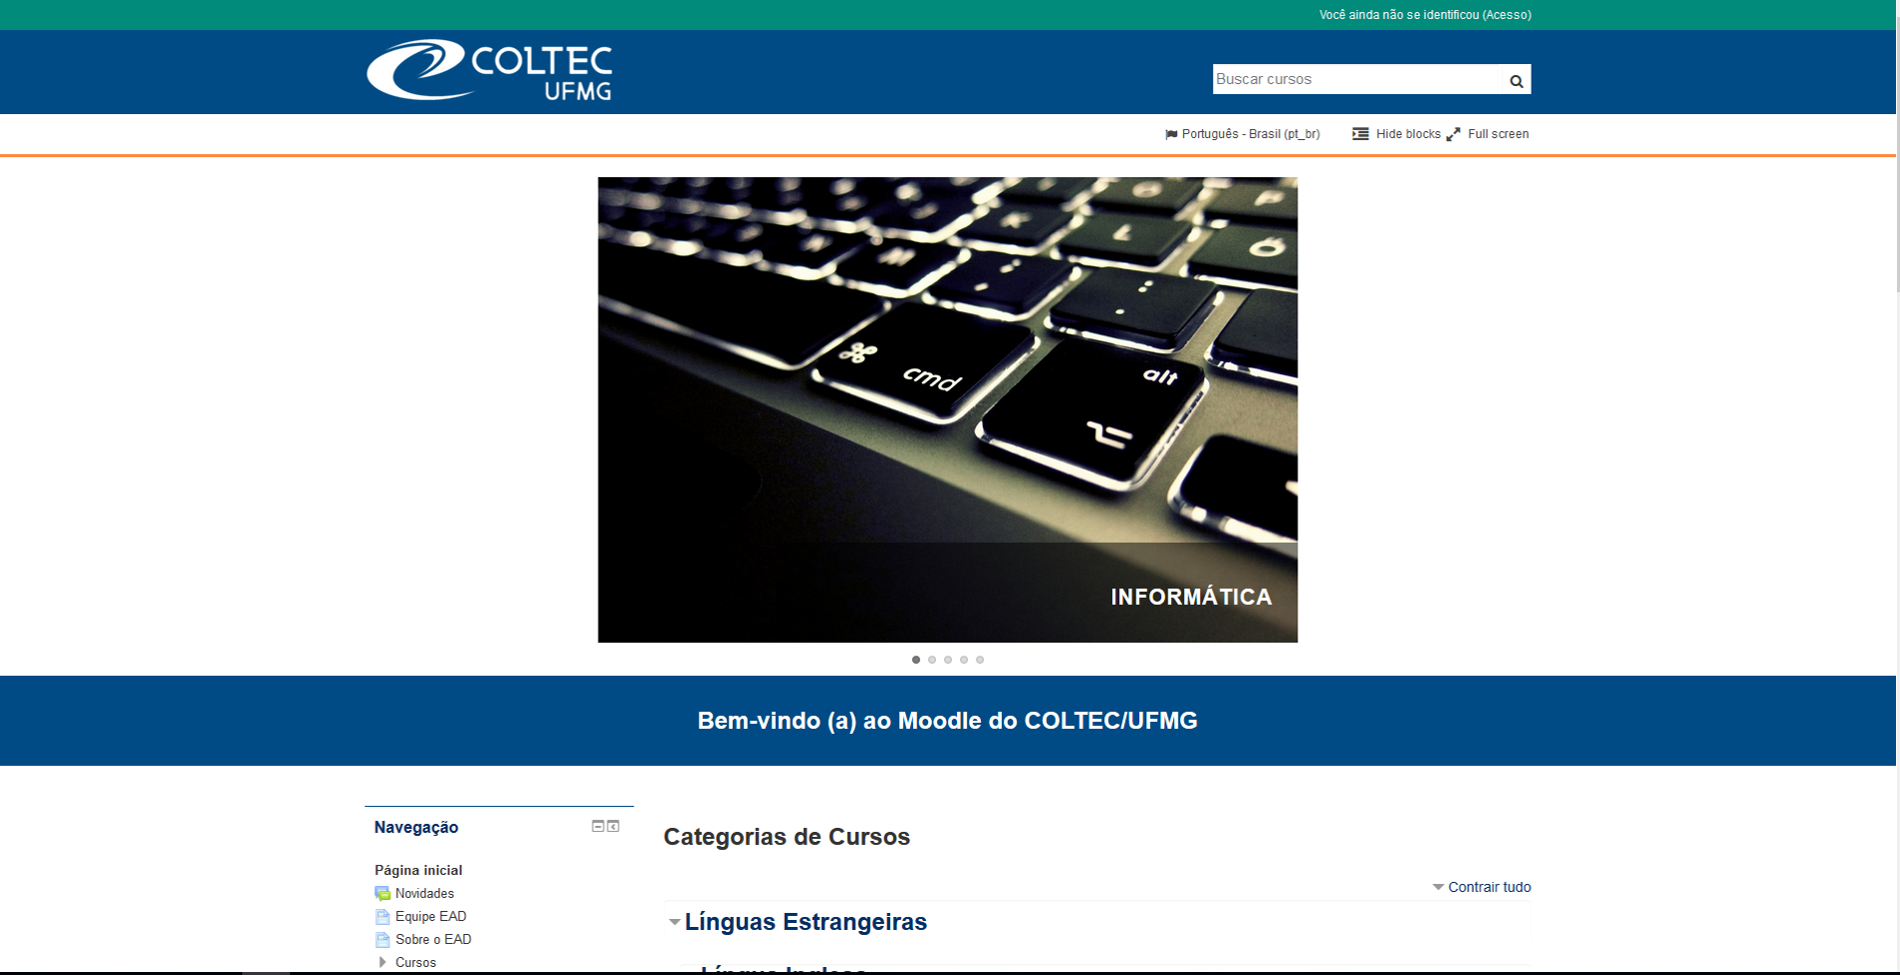 Você ainda não se identificou (Acesso)
COLTEC
UFMG
Buscar cursos
Português - Brasil (pt_br)
Hide blocks
Full screen
K
L
M
P
cmd
alt
INFORMÁTICA
Bem-vindo (a) ao Moodle do COLTEC/UFMG
Navegação
Categorias de Cursos
Página inicial
Contrair tudo
Novidades
Equipe EAD
Línguas Estrangeiras
Sobre o EAD
Cursos